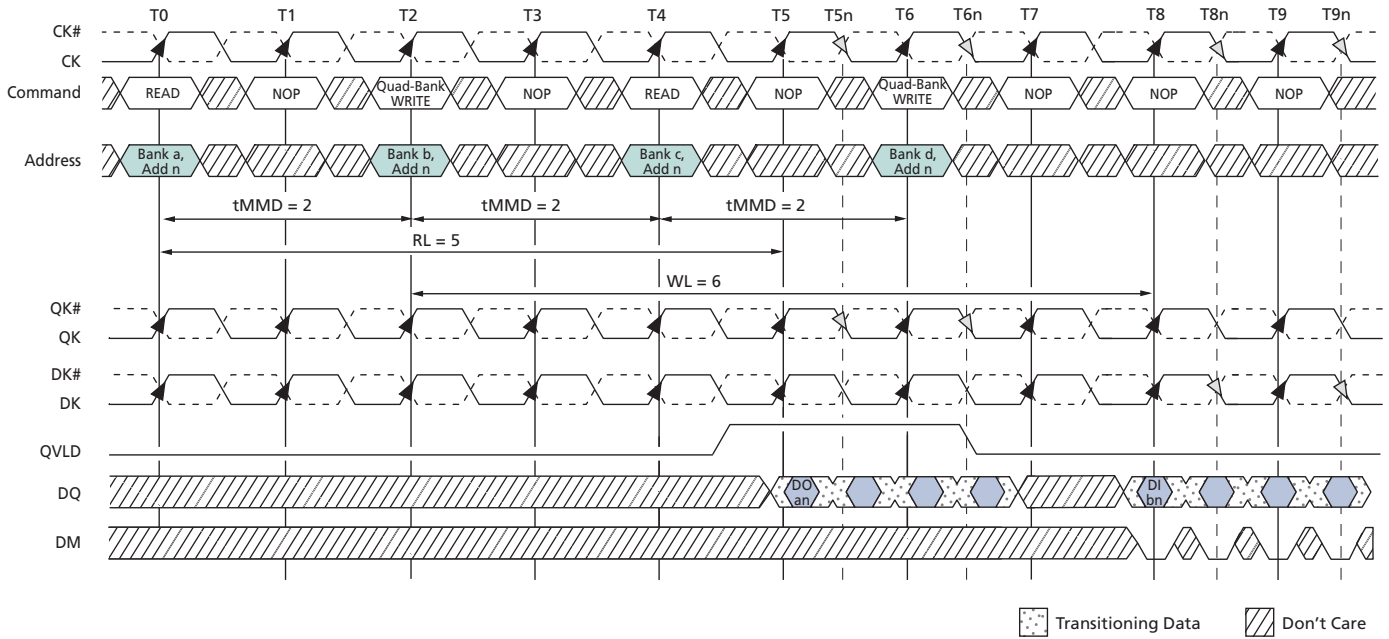 T0 T1 T2 T3 T4 T5 T5n T6 T6n T7 T8 T8n T9 T9n
CK#
CK
Command READ NOP Quad-Bank WRITE NOP READ NOP Quad-Bank WRITE NOP NOP NOP
Address Bank a, Add n Bank b, Add n Bank c, Add n Bank d, Add n
tMMD = 2 tMMD = 2 tMMD = 2
RL = 5
WL = 6
QK#
QK
DK#
DK
QVLD
DQ DO an DI bn
DM
Transitioning Data Don't Care